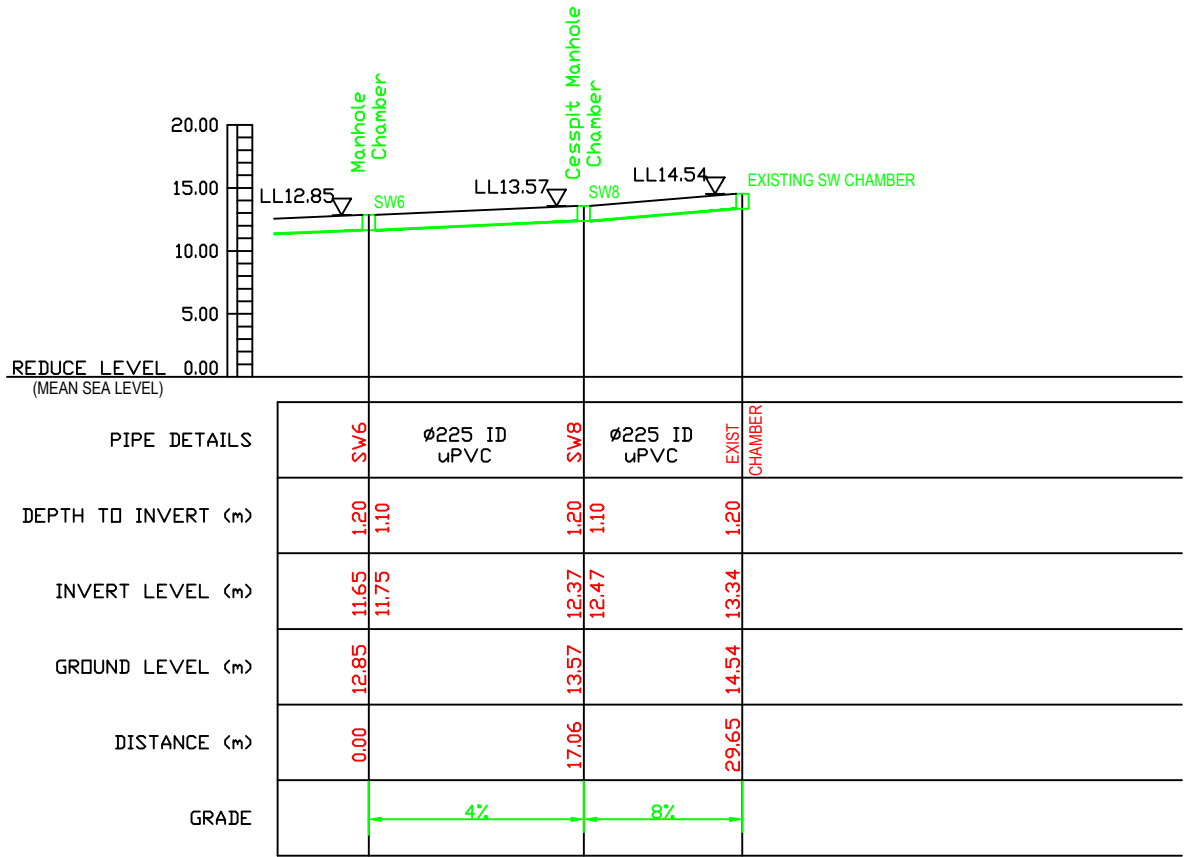 Manhole
Chamber
Cesspit Manhole
Chamber
20.00
15.00
10.00
5.00
0.00
LL12.85
SW6
LL13.57
SW8
LL14.54
EXISTING SW CHAMBER
REDUCE LEVEL
(MEAN SEA LEVEL)
PIPE DETAILS
SW6
Ø225 ID
uPVC
SW8
Ø225 ID
uPVC
EXIST
CHAMBER
DEPTH TO INVERT (m)
1.20
1.10
1.20
1.10
1.20
INVERT LEVEL (m)
11.65
11.75
12.37
12.47
13.34
GROUND LEVEL (m)
12.85
13.57
14.54
DISTANCE (m)
0.00
17.06
29.65
GRADE
4%
8%